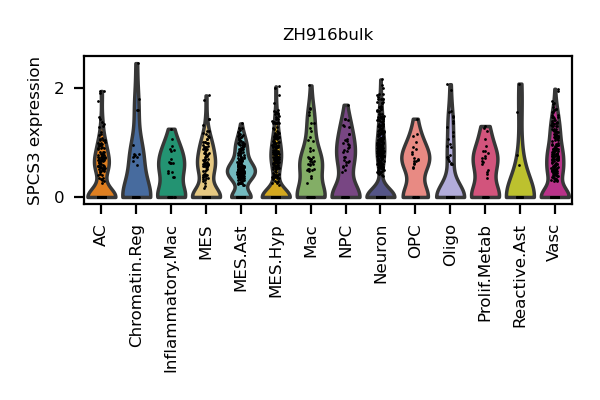 ZH916bulk
SPCS3 expression
2
0
AC
Chromatin.Reg
Inflammatory.Mac
MES
MES.Ast
MES.Hyp
Mac
NPC
Neuron
OPC
Oligo
Prolif.Metab
Reactive.Ast
Vasc